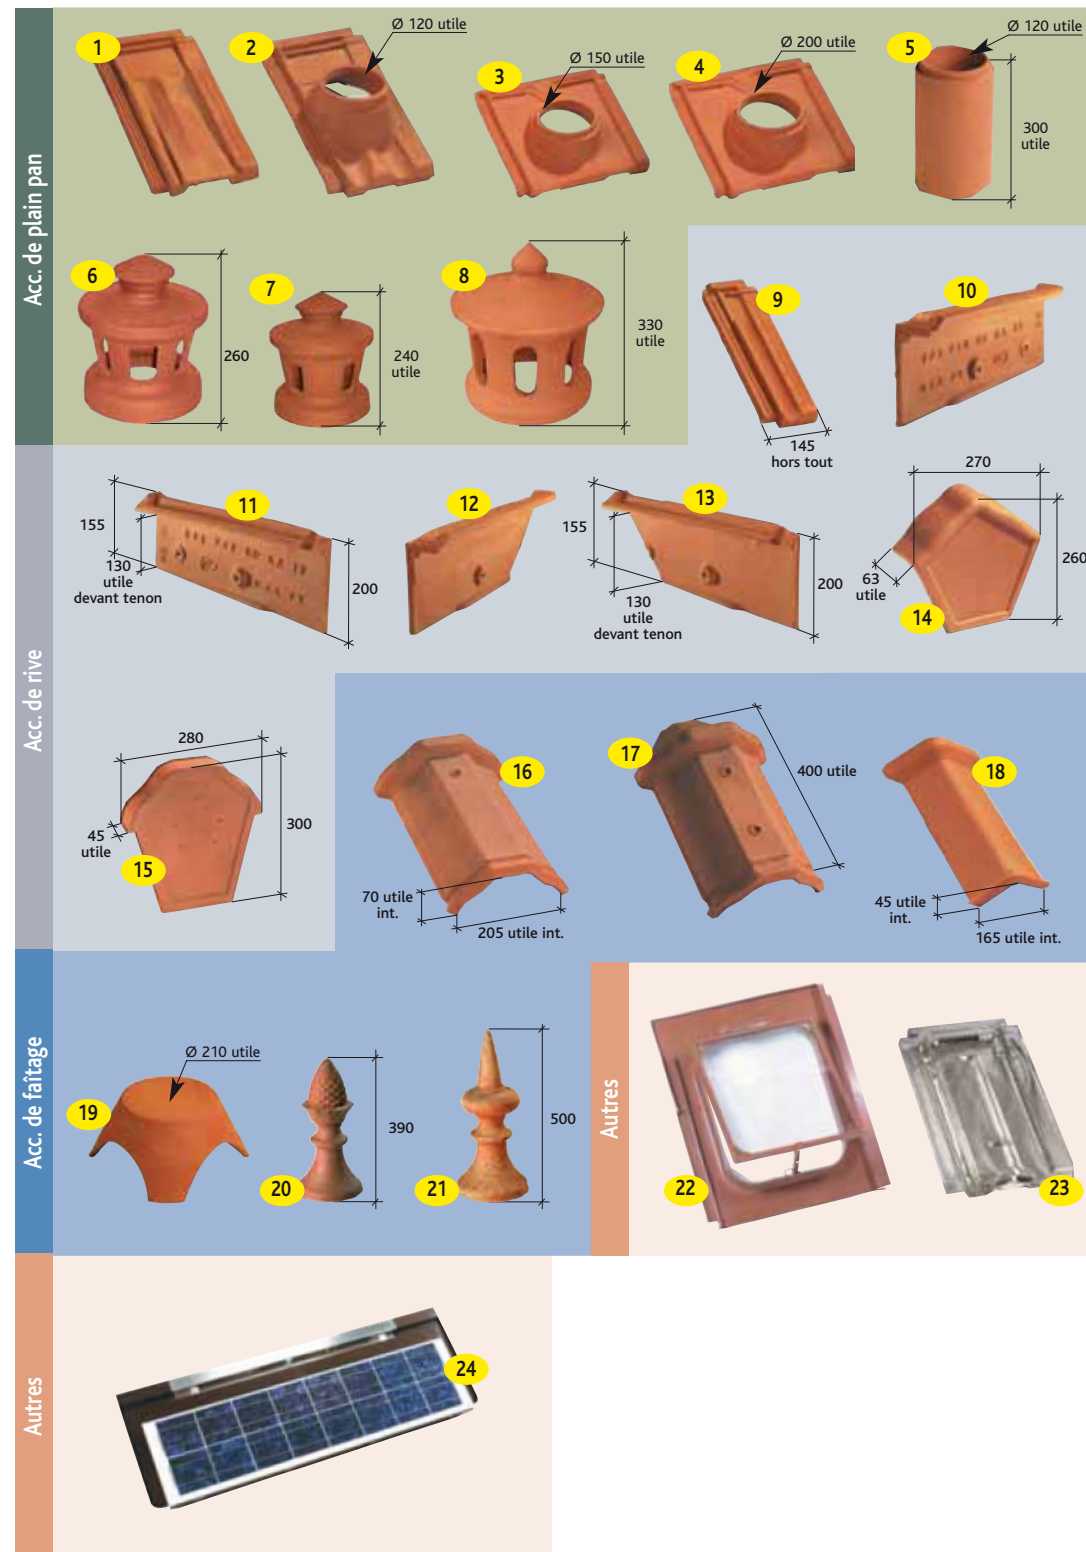 Acc. de plain pan
1
2
Ø 120 utile
3
Ø 150 utile
4
Ø 200 utile
5
Ø 120 utile
300
utile
6
260
7
240
utile
8
330
utile
9
145
hors tout
10
Acc. de rive
11
155
130
utile
devant tenon
200
12
13
155
130
utile
devant tenon
200
14
270
260
63
utile
15
280
300
45
utile
16
70 utile
int.
205 utile int.
17
400 utile
18
45 utile
int.
165 utile int.
Acc. de faîtage
19
Ø 210 utile
20
390
21
500
Autres
22
23
Autres
24